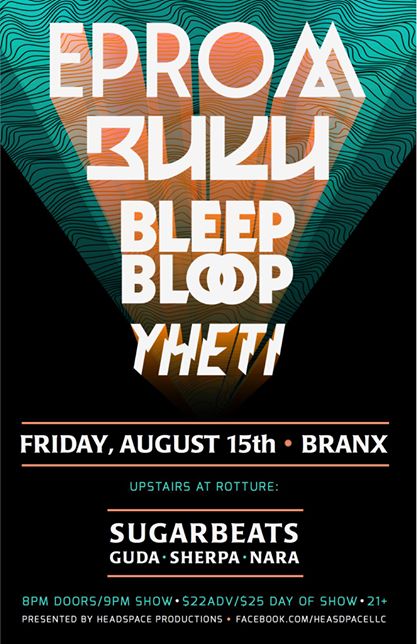 EPROM
BUKU
BLEEP
BLOOP
YHETI
FRIDAY, AUGUST 15th • BRANX
UPSTAIRS AT ROTTURE:
SUGARBEATS
GUDA · SHERPA · NARA
8PM DOORS/9PM SHOW • $22ADV/$25 DAY OF SHOW • 21+
PRESENTED BY HEADSPACE PRODUCTIONS • FACEBOOK.COM/HEASDPACELLC